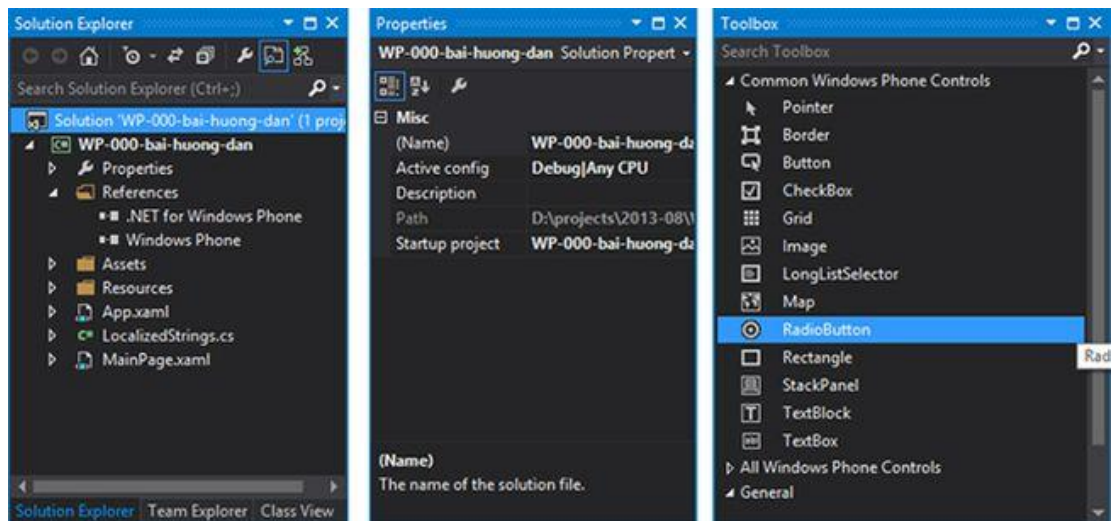 Solution Explorer
Search Solution Explorer (Ctrl+;)
Solution 'WP-000-bai-huong-dan' (1 proj
WP-000-bai-huong-dan
Properties
References
.NET for Windows Phone
Windows Phone
Assets
Resources
App.xaml
LocalizedStrings.cs
MainPage.xaml
Solution Explorer Team Explorer Class View
Properties
WP-000-bai-huong-dan Solution Propert
Misc
(Name) WP-000-bai-huong-da
Active config Debug|Any CPU
Description
Path D:\projects\2013-08\
Startup project WP-000-bai-huong-da
(Name)
The name of the solution file.
Toolbox
Search Toolbox
Common Windows Phone Controls
Pointer
Border
Button
CheckBox
Grid
Image
LongListSelector
Map
RadioButton
Rad
Rectangle
StackPanel
TextBlock
TextBox
All Windows Phone Controls
General